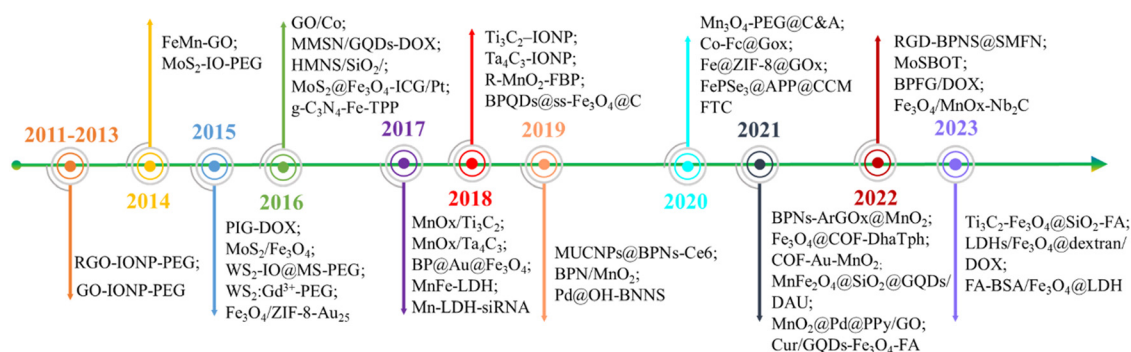 2011-2013
RGO-IONP-PEG;
GO-IONP-PEG
2014
FeMn-GO;
MoS₂-IO-PEG
2015
PIG-DOX;
MoS₂/Fe₃O₄;
WS₂-IO@MS-PEG;
WS₂:Gd³⁺-PEG;
Fe₃O₄/ZIF-8-Au₂₅
2016
GO/Co;
MMSN/GQDs-DOX;
HMNS/SiO₂/;
MoS₂@Fe₃O₄-ICG/Pt;
g-C₃N₄-Fe-TPP
2017
MnOx/Ti₃C₂;
MnOx/Ta₄C₃;
BP@Au@Fe₃O₄;
MnFe-LDH;
Mn-LDH-siRNA
2018
Ti₃C₂–IONP;
Ta₄C₃-IONP;
R-MnO₂-FBP;
BPQDs@ss-Fe₃O₄@C
2019
MUCNPs@BPNs-Ce6;
BPN/MnO₂;
Pd@OH-BNNS
2020
Mn₃O₄-PEG@C&A;
Co-Fc@Gox;
Fe@ZIF-8@GOx;
FePSe₃@APP@CCM
FTC
2021
BPNs-ArGOx@MnO₂;
Fe₃O₄@COF-DhaTph;
COF-Au-MnO₂;
MnFe₂O₄@SiO₂@GQDs/
DAU;
MnO₂@Pd@PPy/GO;
Cur/GQDs-Fe₃O₄-FA
2022
RGD-BPNS@SMFN;
MoSBOT;
BPFG/DOX;
Fe₃O₄/MnOx-Nb₂C
2023
Ti₃C₂-Fe₃O₄@SiO₂-FA;
LDHs/Fe₃O₄@dextran/
DOX;
FA-BSA/Fe₃O₄@LDH